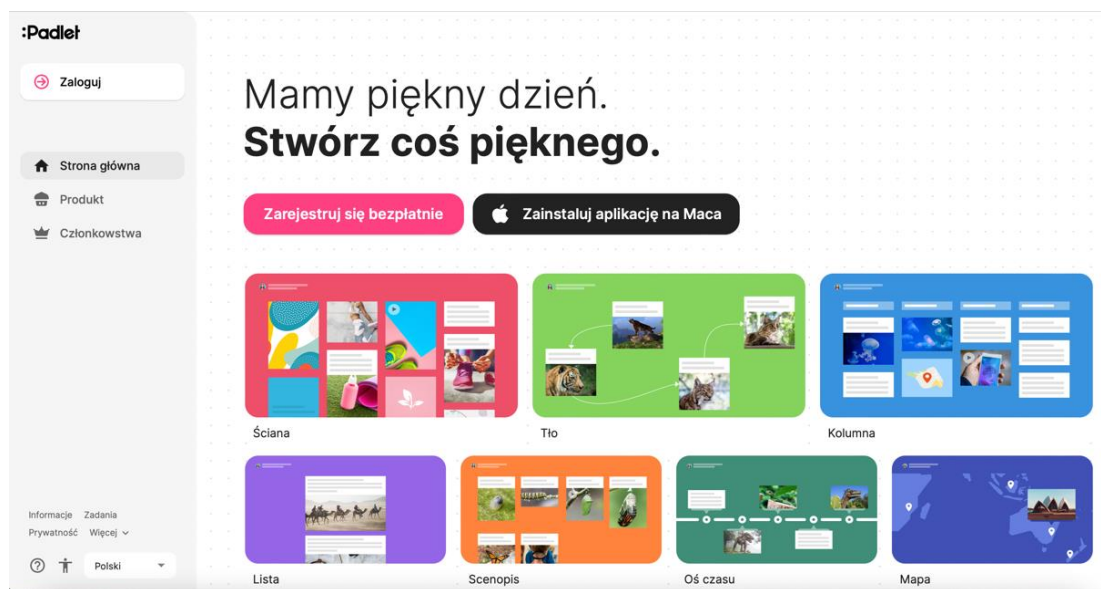 :Padlet
Zaloguj
Strona główna
Produkt
Członkowstwa
Informacje Zadania
Prywatność Więcej
Polski
Mamy piękny dzień.
Stwórz coś pięknego.
Zarejestruj się bezpłatnie
Zainstaluj aplikację na Maca
Ściana
Tło
Kolumna
Lista
Scenopis
Oś czasu
Mapa